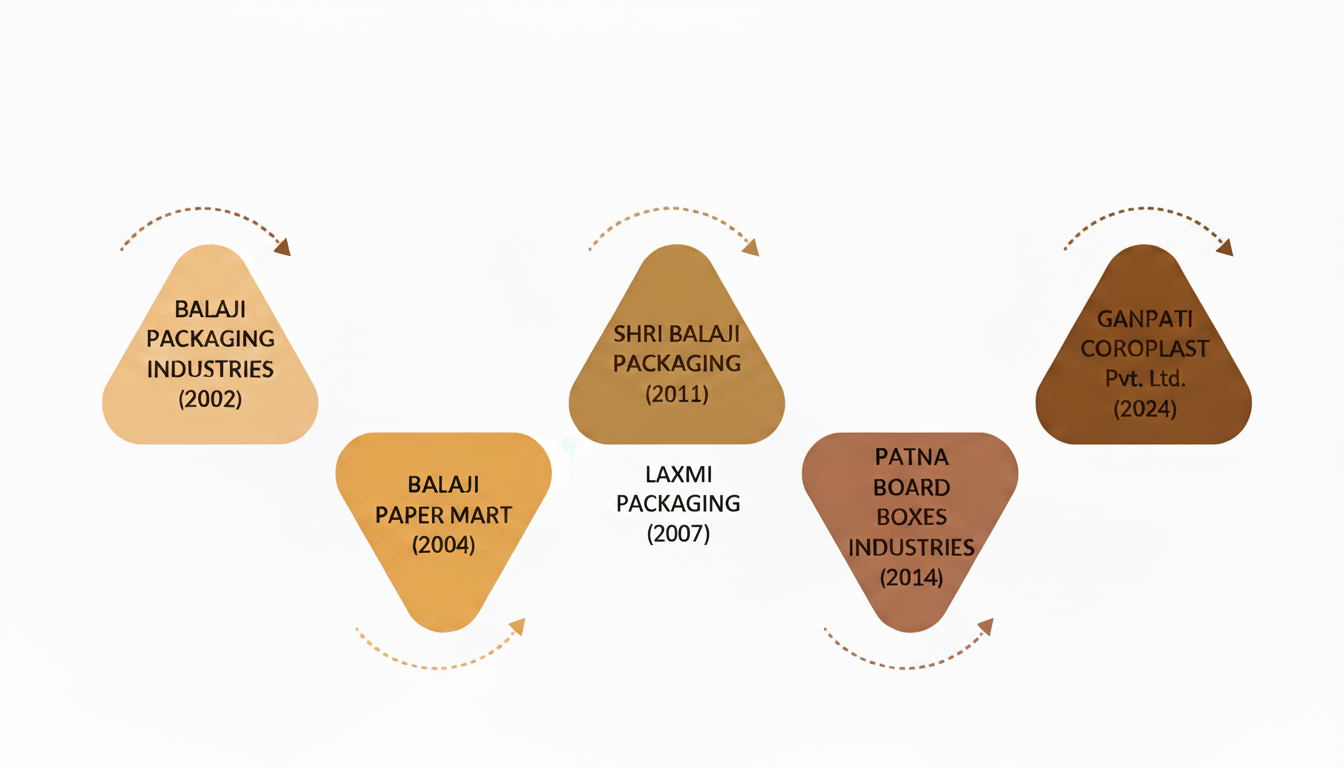 BALAJI
PACKAGING
INDUSTRIES
(2002)
BALAJI
PAPER MART
(2004)
SHRI BALAJI
PACKAGING
(2011)
LAXMI
PACKAGING
(2007)
PATNA
BOARD
BOXES
INDUSTRIES
(2014)
GANPATI
COROPLAST
Pvt. Ltd.
(2024)